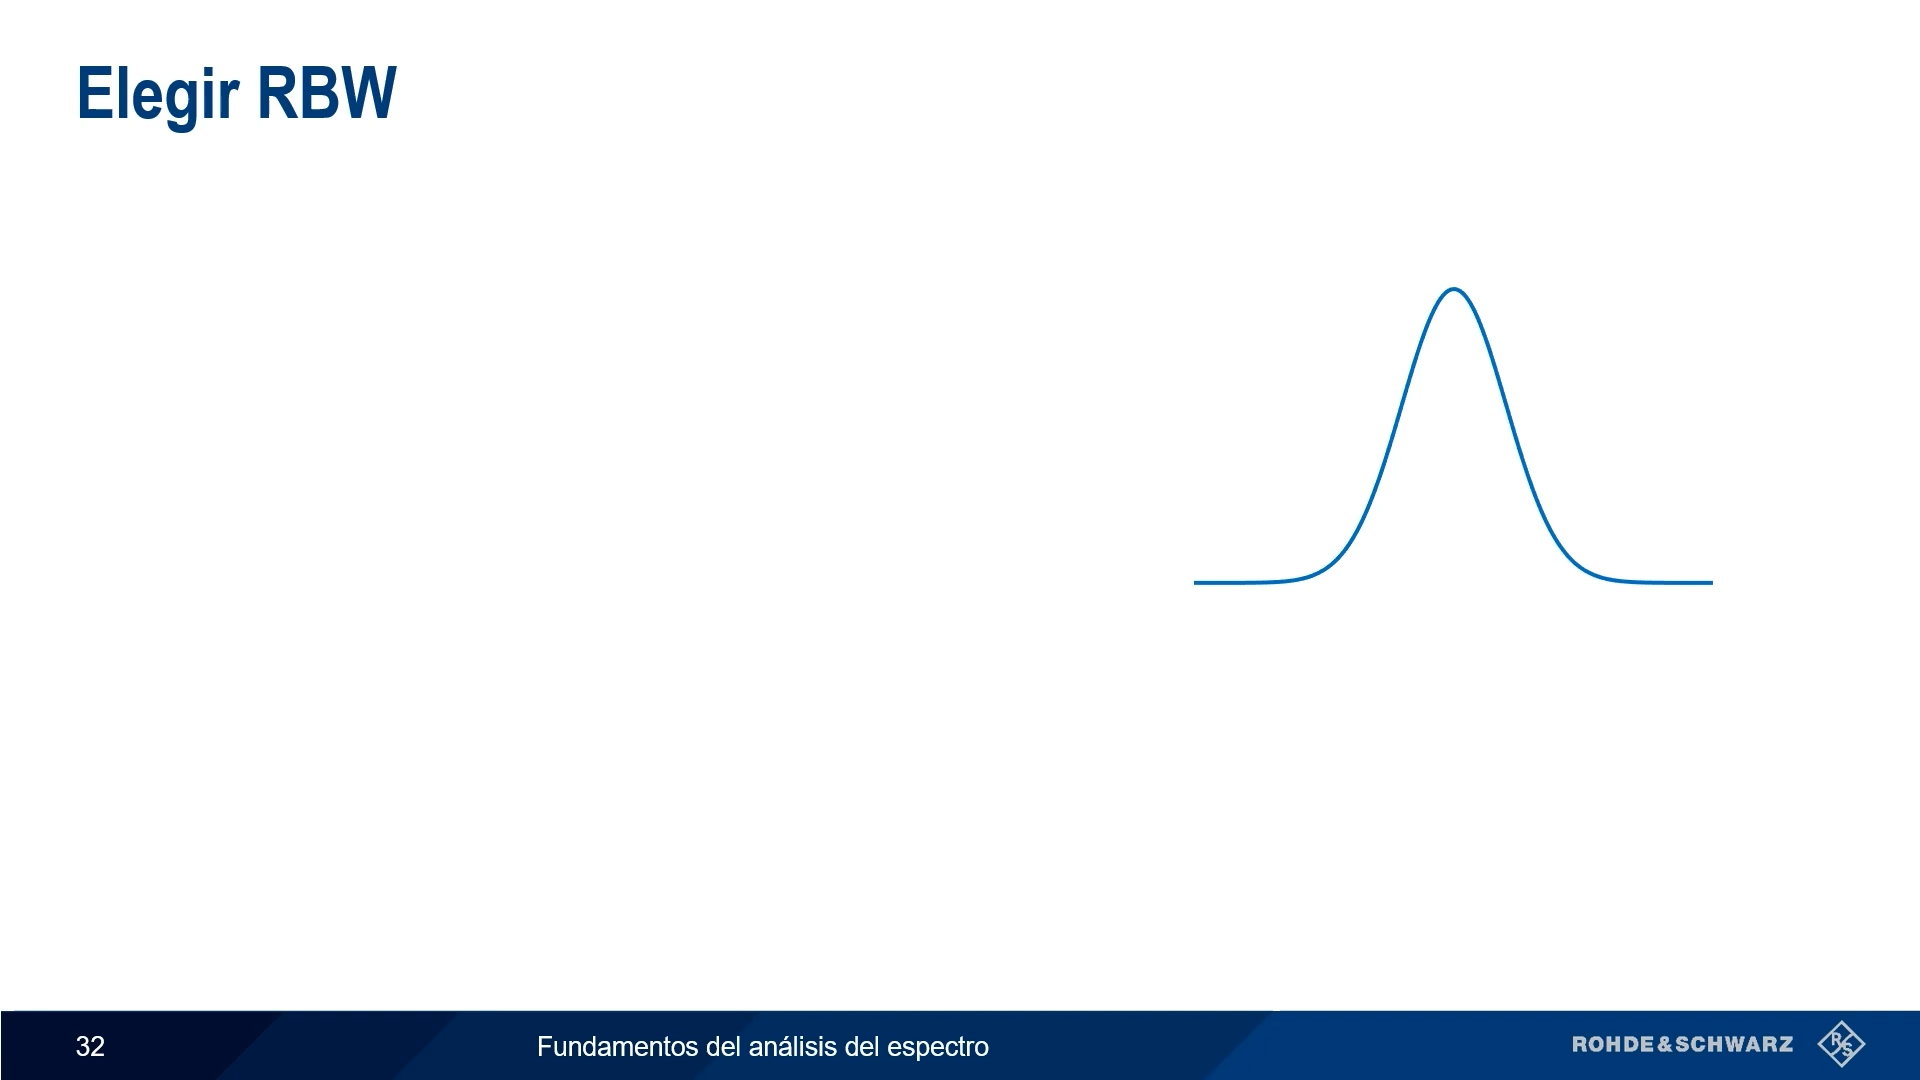 Elegir RBW
32
Fundamentos del análisis del espectro
ROHDE&SCHWARZ
R&S